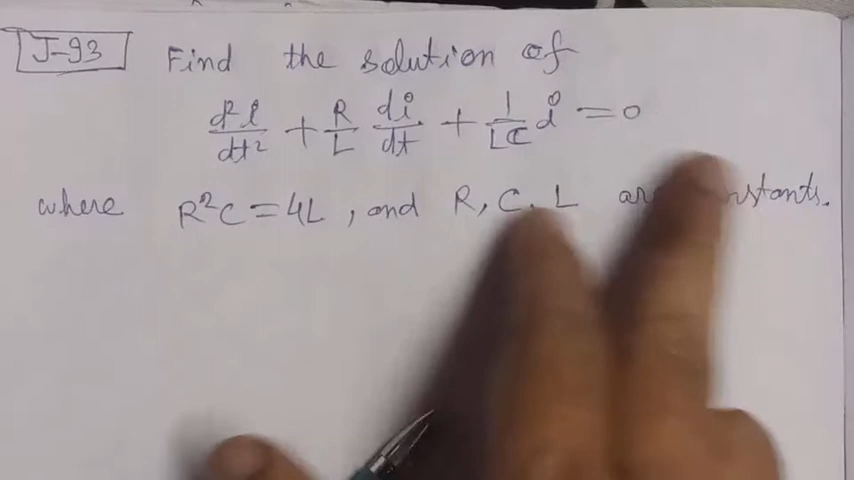 J-93 Find the solution of
d²i/dt² + R/L di/dt + 1/LC i = 0
where R²C = 4L, and R, C, L